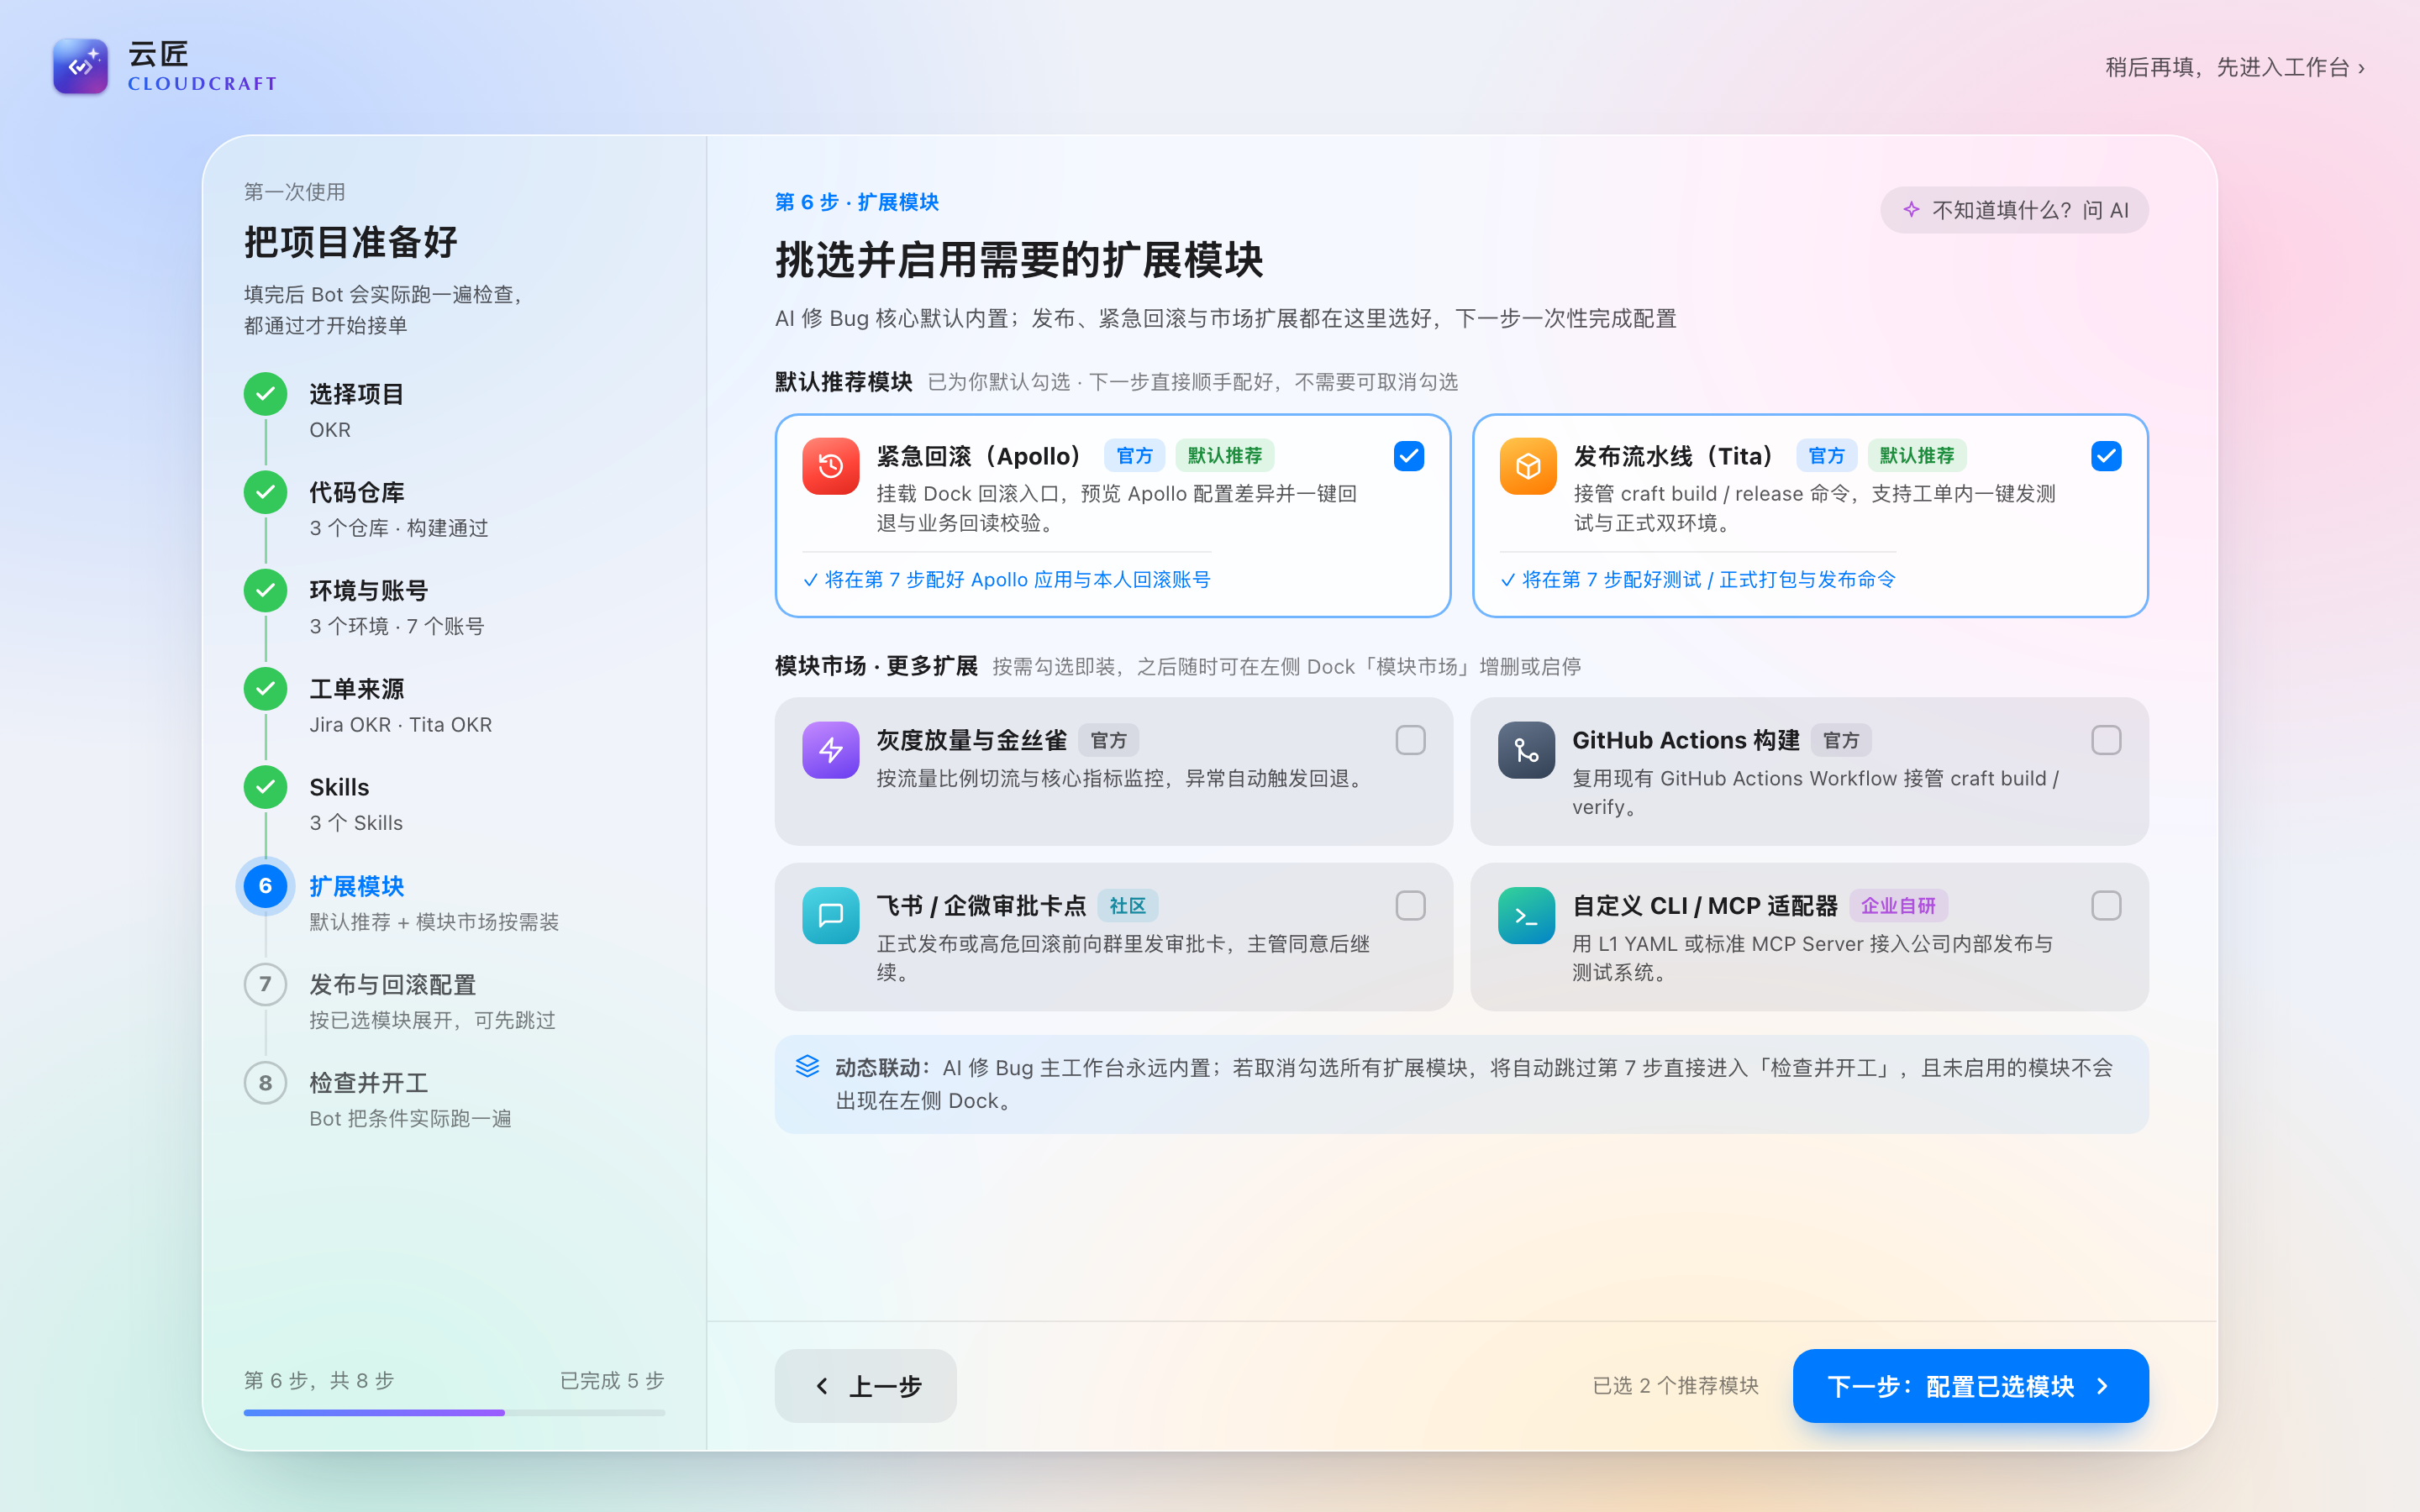 云匠
CLOUDCRAFT
稍后再填，先进入工作台 ›
第一次使用
把项目准备好
填完后 Bot 会实际跑一遍检查，
都通过才开始接单
选择项目
OKR
代码仓库
3 个仓库 · 构建通过
环境与账号
3 个环境 · 7 个账号
工单来源
Jira OKR · Tita OKR
Skills
3 个 Skills
6 扩展模块
默认推荐 + 模块市场按需装
7 发布与回滚配置
按已选模块展开，可先跳过
8 检查并开工
Bot 把条件实际跑一遍
第 6 步，共 8 步 已完成 5 步
第 6 步 · 扩展模块
不知道填什么？问 AI
挑选并启用需要的扩展模块
AI 修 Bug 核心默认内置；发布、紧急回滚与市场扩展都在这里选好，下一步一次性完成配置
默认推荐模块 已为你默认勾选 · 下一步直接顺手配好，不需要可取消勾选
紧急回滚（Apollo） 官方 默认推荐
挂载 Dock 回滚入口，预览 Apollo 配置差异并一键回
退与业务回读校验。
✓ 将在第 7 步配好 Apollo 应用与本人回滚账号
发布流水线（Tita） 官方 默认推荐
接管 craft build / release 命令，支持工单内一键发测
试与正式双环境。
✓ 将在第 7 步配好测试 / 正式打包与发布命令
模块市场 · 更多扩展 按需勾选即装，之后随时可在左侧 Dock「模块市场」增删或启停
灰度放量与金丝雀 官方
按流量比例切流与核心指标监控，异常自动触发回退。
GitHub Actions 构建 官方
复用现有 GitHub Actions Workflow 接管 craft build /
verify。
飞书 / 企微审批卡点 社区
正式发布或高危回滚前向群里发审批卡，主管同意后继
续。
自定义 CLI / MCP 适配器 企业自研
用 L1 YAML 或标准 MCP Server 接入公司内部发布与
测试系统。
动态联动：AI 修 Bug 主工作台永远内置；若取消勾选所有扩展模块，将自动跳过第 7 步直接进入「检查并开工」，且未启用的模块不会
出现在左侧 Dock。
上一步
已选 2 个推荐模块
下一步：配置已选模块